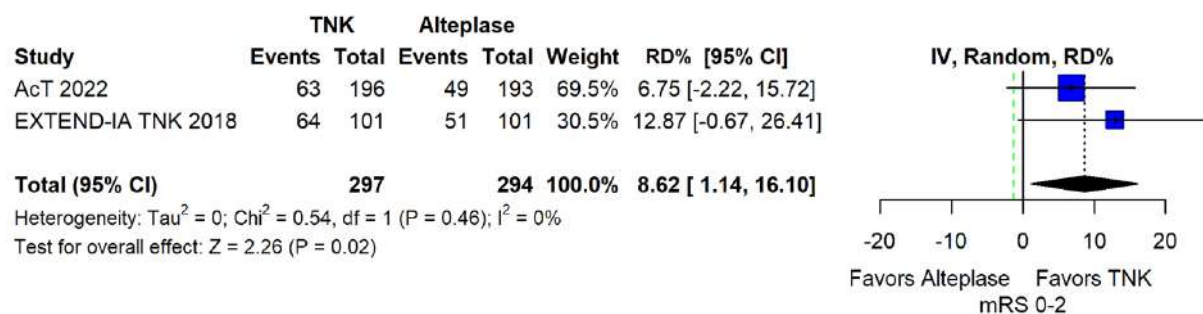 TNK Alteplase
Study Events Total Events Total Weight RD% [95% CI] IV, Random, RD%
AcT 2022 63 196 49 193 69.5% 6.75 [-2.22, 15.72]
EXTEND-IA TNK 2018 64 101 51 101 30.5% 12.87 [-0.67, 26.41]
Total (95% CI) 297 294 100.0% 8.62 [ 1.14, 16.10]
Heterogeneity: Tau² = 0; Chi² = 0.54, df = 1 (P = 0.46); I² = 0%
Test for overall effect: Z = 2.26 (P = 0.02)
-20 -10 0 10 20
Favors Alteplase Favors TNK
mRS 0-2